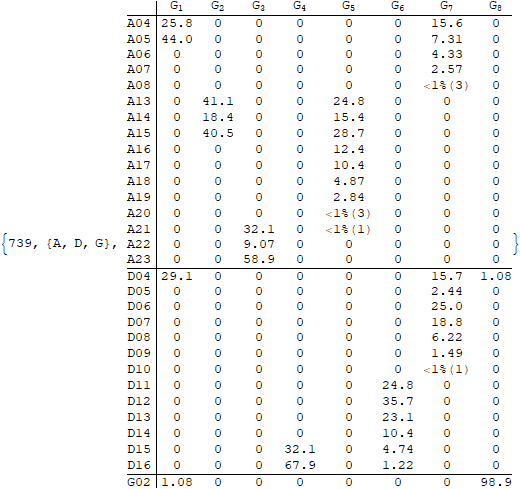 G₁ G₂ G₃ G₄ G₅ G₆ G₇ G₈
A04 25.8 0 0 0 0 0 15.6 0
A05 44.0 0 0 0 0 0 7.31 0
A06 0 0 0 0 0 0 4.33 0
A07 0 0 0 0 0 0 2.57 0
A08 0 0 0 0 0 0 <1%(3) 0
A13 0 41.1 0 0 24.8 0 0 0
A14 0 18.4 0 0 15.4 0 0 0
A15 0 40.5 0 0 28.7 0 0 0
A16 0 0 0 0 12.4 0 0 0
A17 0 0 0 0 10.4 0 0 0
A18 0 0 0 0 4.87 0 0 0
A19 0 0 0 0 2.84 0 0 0
A20 0 0 0 0 <1%(3) 0 0 0
A21 0 0 32.1 0 <1%(1) 0 0 0
{739, {A, D, G}, A22 0 0 9.07 0 0 0 0 0 }
A23 0 0 58.9 0 0 0 0 0
D04 29.1 0 0 0 0 0 15.7 1.08
D05 0 0 0 0 0 0 2.44 0
D06 0 0 0 0 0 0 25.0 0
D07 0 0 0 0 0 0 18.8 0
D08 0 0 0 0 0 0 6.22 0
D09 0 0 0 0 0 0 1.49 0
D10 0 0 0 0 0 0 <1%(1) 0
D11 0 0 0 0 0 24.8 0 0
D12 0 0 0 0 0 35.7 0 0
D13 0 0 0 0 0 23.1 0 0
D14 0 0 0 0 0 10.4 0 0
D15 0 0 0 32.1 0 4.74 0 0
D16 0 0 0 67.9 0 1.22 0 0
G02 1.08 0 0 0 0 0 0 98.9